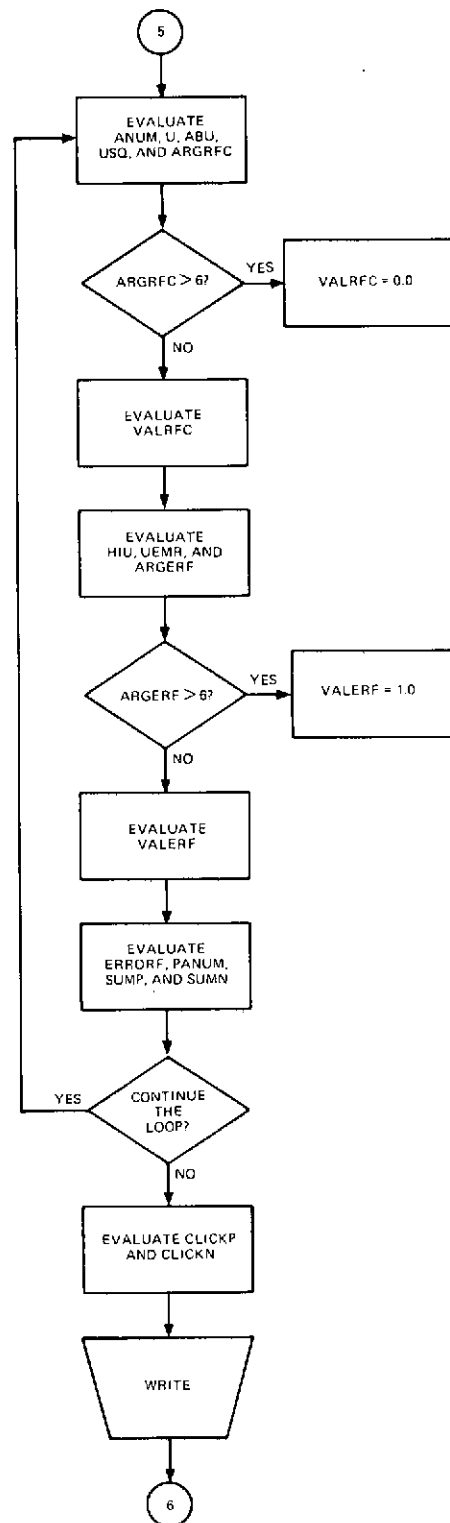 5
EVALUATE
ANUM, U, ABU,
USQ, AND ARGRFC
ARGRFC > 6?
YES
VALRFC = 0.0
NO
EVALUATE
VALRFC
EVALUATE
HIU, UEMR, AND
ARGERF
ARGERF > 6?
YES
VALERF = 1.0
NO
EVALUATE
VALERF
EVALUATE
ERRORF, PANUM,
SUMP, AND SUMN
YES
CONTINUE
THE
LOOP?
NO
EVALUATE CLICKP
AND CLICKN
WRITE
6